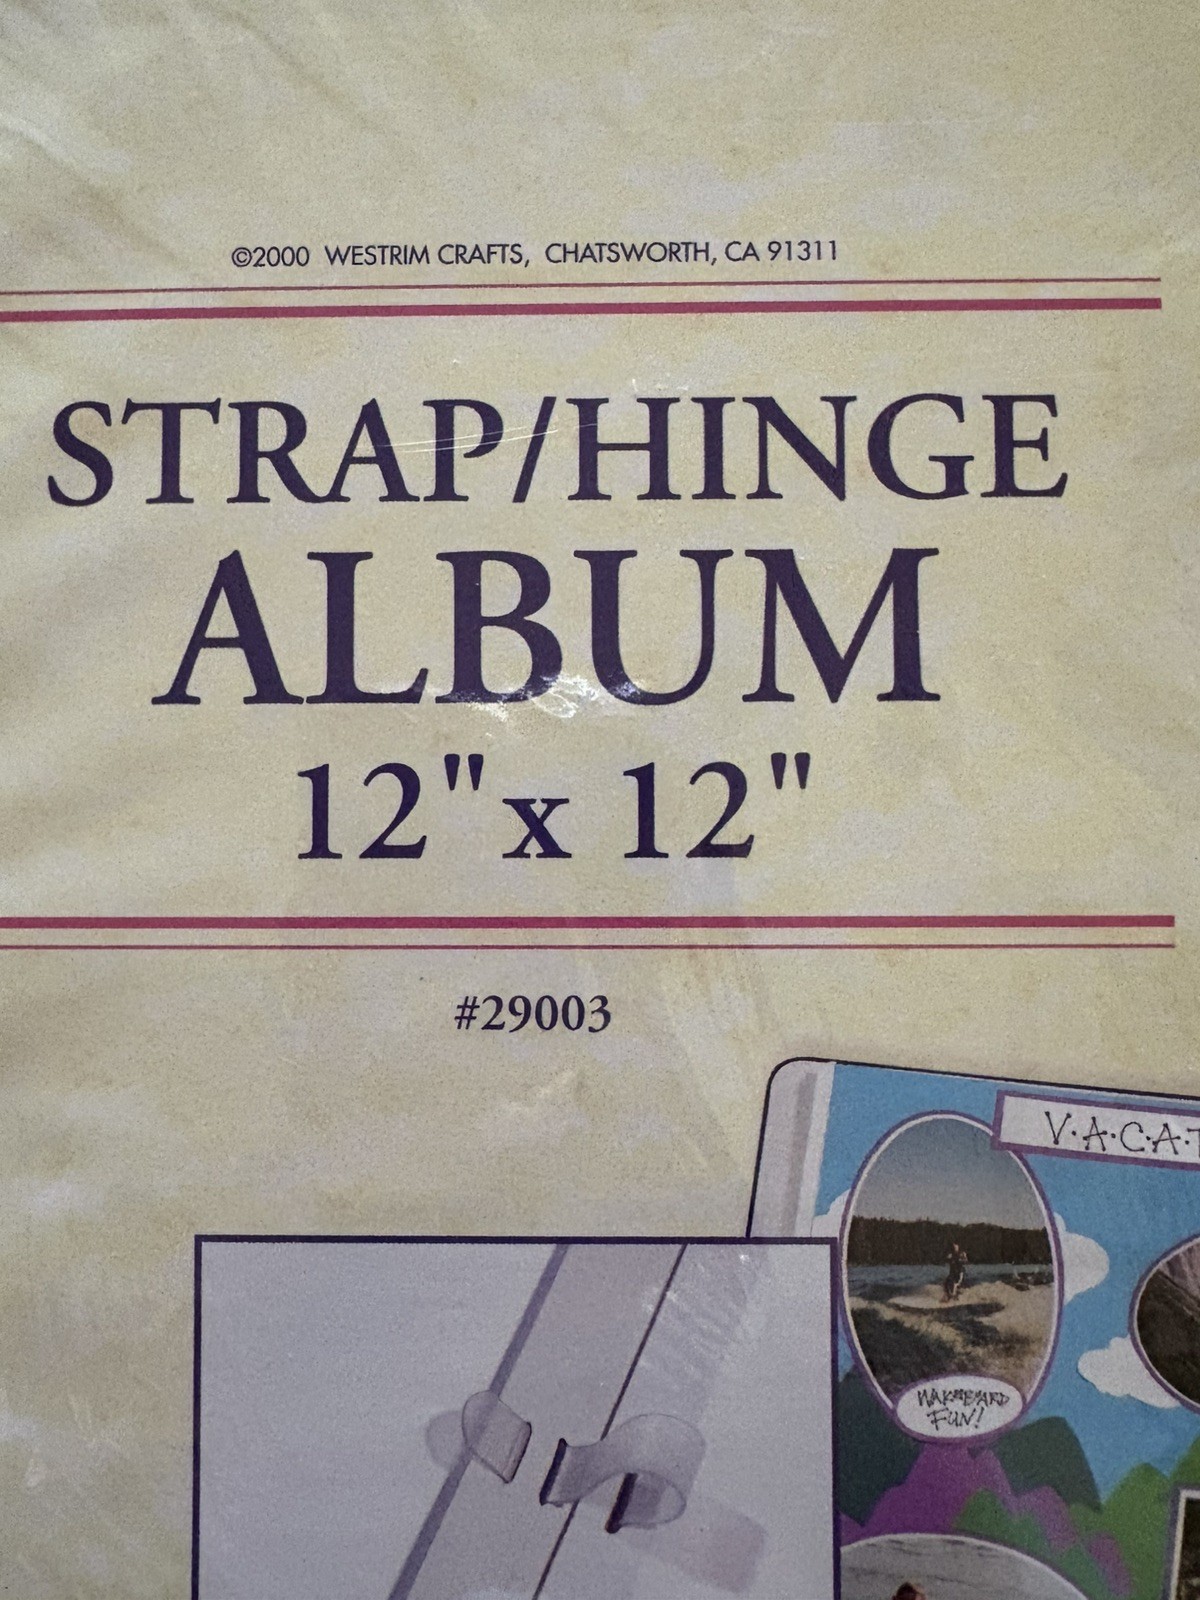 ©2000 WESTRIM CRAFTS, CHATSWORTH, CA 91311
STRAP/HINGE
ALBUM
12" x 12"
#29003
V·A·C·A·T
WAKEBOARD
FUN!